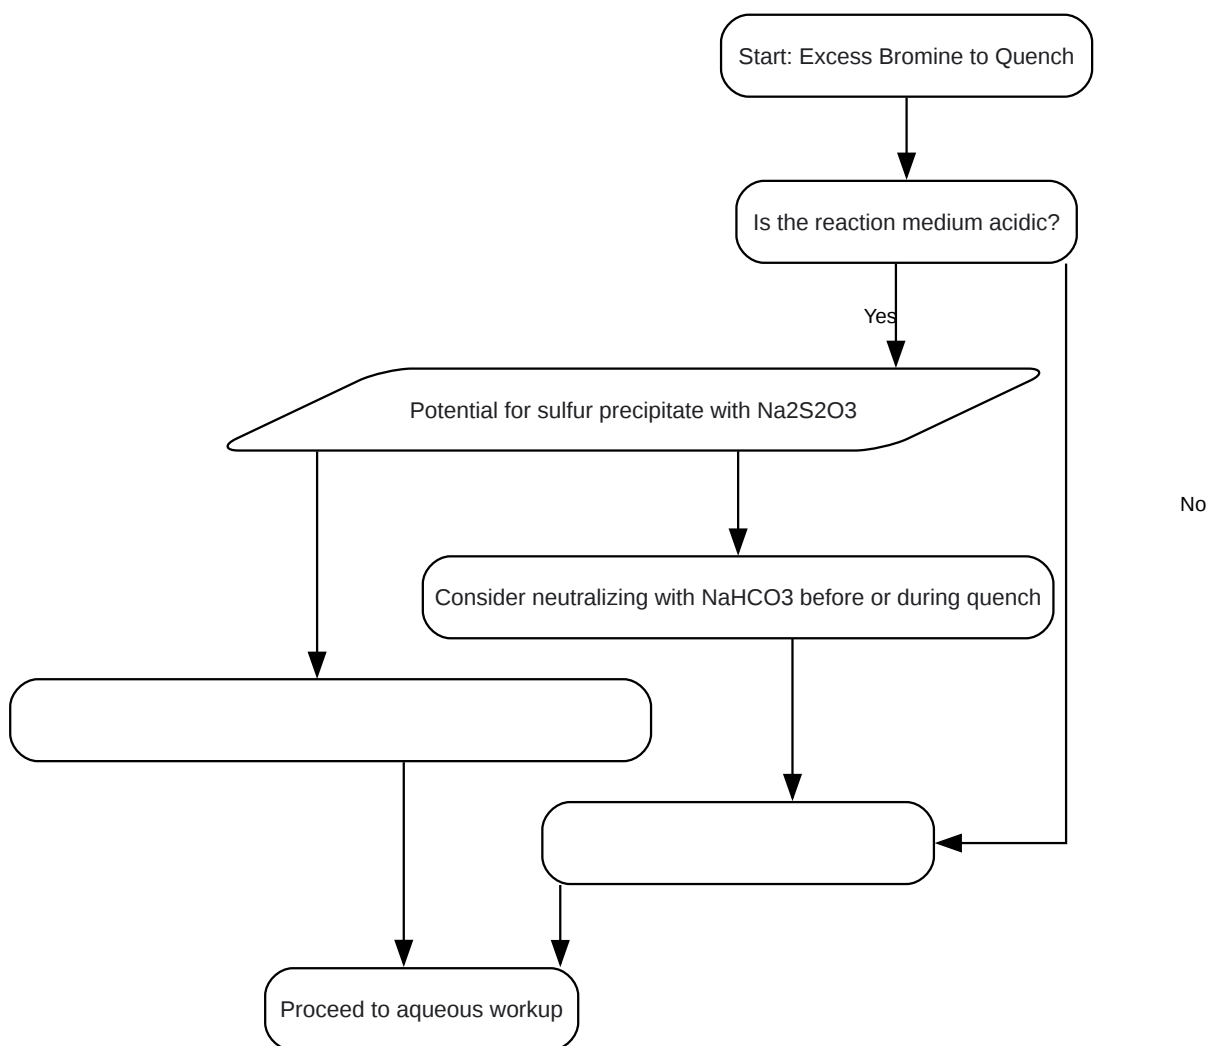 Start: Excess Bromine to Quench
Is the reaction medium acidic?
Yes
Potential for sulfur precipitate with Na2S2O3
No
Consider neutralizing with NaHCO3 before or during quench
Proceed to aqueous workup